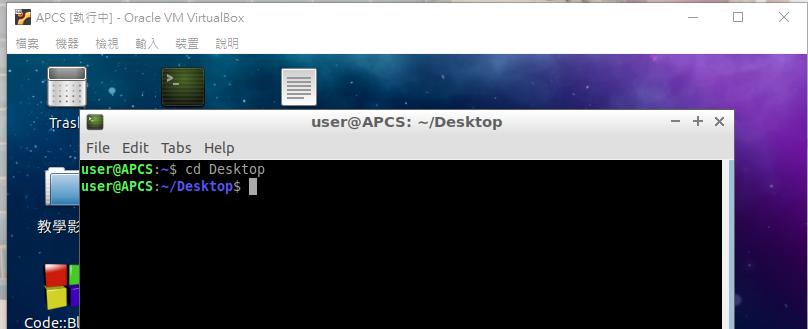 APCS [執行中] - Oracle VM VirtualBox
檔案 機器 檢視 輸入 裝置 說明
Trash
user@APCS: ~/Desktop
File Edit Tabs Help
user@APCS:~$ cd Desktop
user@APCS:~/Desktop$
教學影
Code::Bl